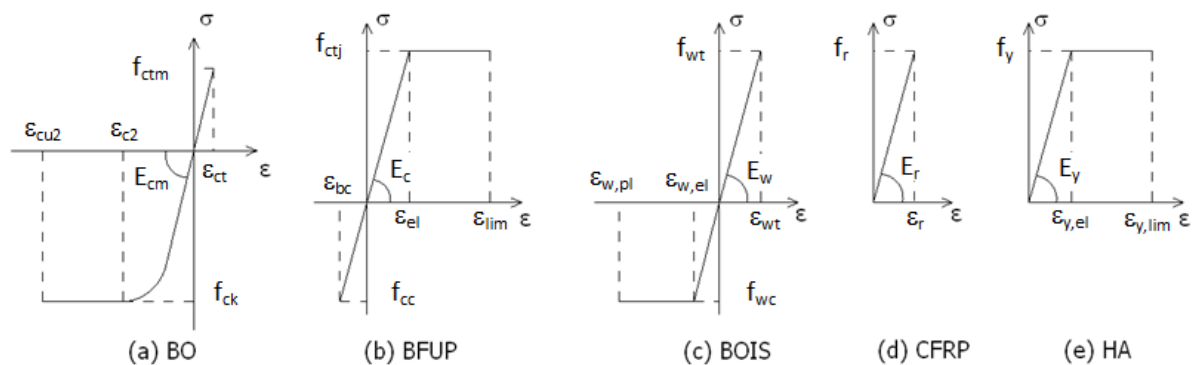 σ
f_ctm
ε_cu2
ε_c2
E_cm
ε_ct
ε
f_ck
(a) BO
σ
f_ctj
E_c
ε_bc
ε_el
ε_lim
ε
f_cc
(b) BFUP
σ
f_wt
ε_w,pl
ε_w,el
E_w
ε_wt
ε
f_wc
(c) BOIS
σ
f_r
E_r
ε_r
ε
(d) CFRP
σ
f_y
E_y
ε_y,el
ε_y,lim
ε
(e) HA